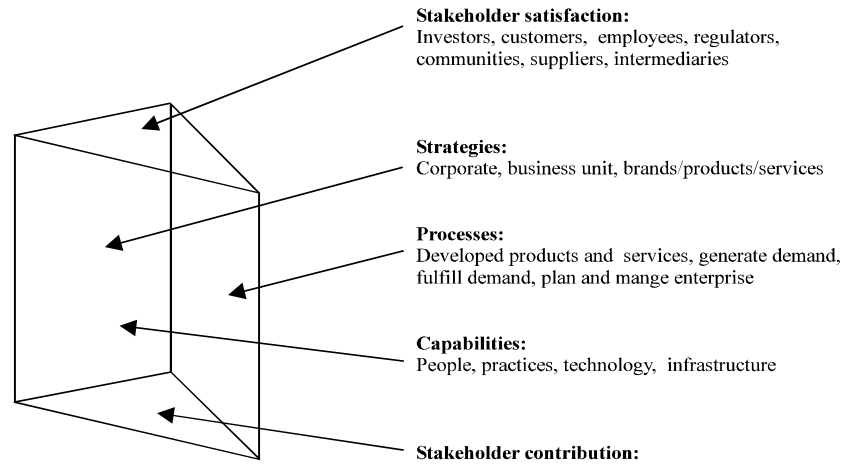 Stakeholder satisfaction:
Investors, customers, employees, regulators,
communities, suppliers, intermediaries
Strategies:
Corporate, business unit, brands/products/services
Processes:
Developed products and services, generate demand,
fulfill demand, plan and mange enterprise
Capabilities:
People, practices, technology, infrastructure
Stakeholder contribution: